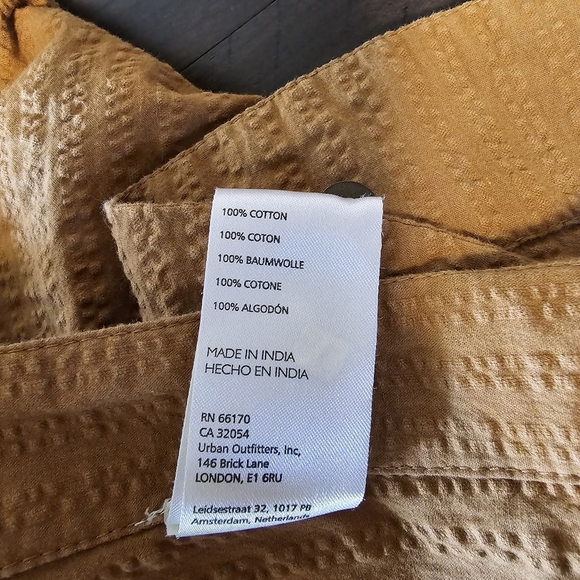 100% COTTON
100% COTON
100% BAUMWOLLE
100% COTONE
100% ALGODÓN
MADE IN INDIA
HECHO EN INDIA
RN 66170
CA 32054
Urban Outfitters, Inc,
146 Brick Lane
LONDON, E1 6RU
Leidsestraat 32, 1017 PB
Amsterdam, Netherlands